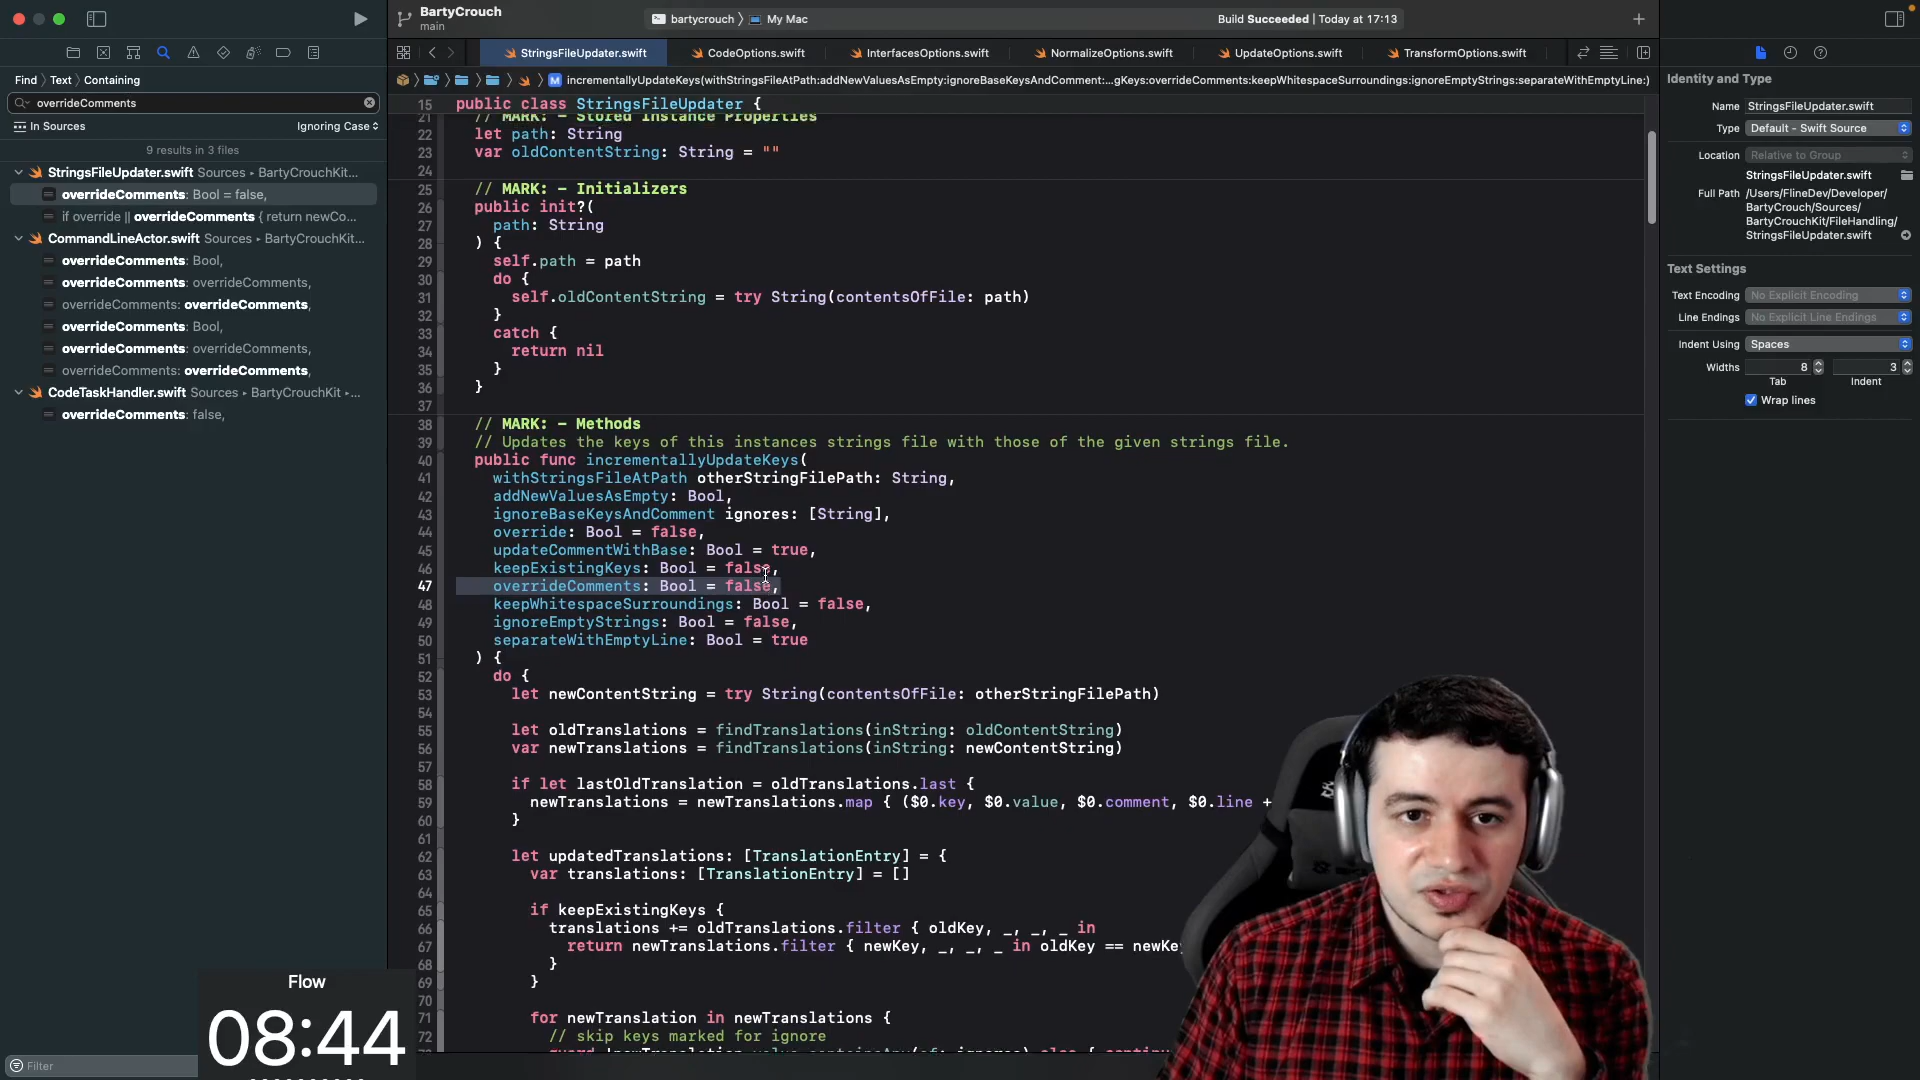 BartyCrouch
main
bartycrouch
My Mac
Build Succeeded | Today at 17:13
StringsFileUpdater.swift
CodeOptions.swift
InterfacesOptions.swift
NormalizeOptions.swift
UpdateOptions.swift
TransformOptions.swift
Find
Text
Containing
M
incrementallyUpdateKeys(withStringsFileAtPath:addNewValuesAsEmpty:ignoreBaseKeysAndComment:...gKeys:overrideComments:keepWhitespaceSurroundings:ignoreEmptyStrings:separateWithEmptyLine:)
overrideComments
In Sources
Ignoring Case
9 results in 3 files
StringsFileUpdater.swift Sources ▸ BartyCrouchKit...
overrideComments: Bool = false,
if override || overrideComments { return newCo...
CommandLineActor.swift Sources ▸ BartyCrouchKit...
overrideComments: Bool,
overrideComments: overrideComments,
overrideComments: overrideComments,
overrideComments: Bool,
overrideComments: overrideComments,
overrideComments: overrideComments,
CodeTaskHandler.swift Sources ▸ BartyCrouchKit ▸...
overrideComments: false,
15 public class StringsFileUpdater {
21 // MARK: - Stored Instance Properties
22 let path: String
23 var oldContentString: String = ""
24
25 // MARK: - Initializers
26 public init?(
27 path: String
28 ) {
29 self.path = path
30 do {
31 self.oldContentString = try String(contentsOfFile: path)
32 }
33 catch {
34 return nil
35 }
36 }
37
38 // MARK: - Methods
39 // Updates the keys of this instances strings file with those of the given strings file.
40 public func incrementallyUpdateKeys(
41 withStringsFileAtPath otherStringFilePath: String,
42 addNewValuesAsEmpty: Bool,
43 ignoreBaseKeysAndComment ignores: [String],
44 override: Bool = false,
45 updateCommentWithBase: Bool = true,
46 keepExistingKeys: Bool = false,
47 overrideComments: Bool = false,
48 keepWhitespaceSurroundings: Bool = false,
49 ignoreEmptyStrings: Bool = false,
50 separateWithEmptyLine: Bool = true
51 ) {
52 do {
53 let newContentString = try String(contentsOfFile: otherStringFilePath)
54
55 let oldTranslations = findTranslations(inString: oldContentString)
56 var newTranslations = findTranslations(inString: newContentString)
57
58 if let lastOldTranslation = oldTranslations.last {
59 newTranslations = newTranslations.map { ($0.key, $0.value, $0.comment, $0.line +
60 }
61
62 let updatedTranslations: [TranslationEntry] = {
63 var translations: [TranslationEntry] = []
64
65 if keepExistingKeys {
66 translations += oldTranslations.filter { oldKey, _, _, _ in
67 return newTranslations.filter { newKey, _, _, _ in oldKey == newKey
68 }
69 }
70
71 for newTranslation in newTranslations {
72 // skip keys marked for ignore
Identity and Type
Name StringsFileUpdater.swift
Type Default - Swift Source
Location Relative to Group
StringsFileUpdater.swift
Full Path /Users/FlineDev/Developer/
BartyCrouch/Sources/
BartyCrouchKit/FileHandling/
StringsFileUpdater.swift
Text Settings
Text Encoding No Explicit Encoding
Line Endings No Explicit Line Endings
Indent Using Spaces
Widths 8 3
Tab Indent
Wrap lines
Flow
08:44
Filter